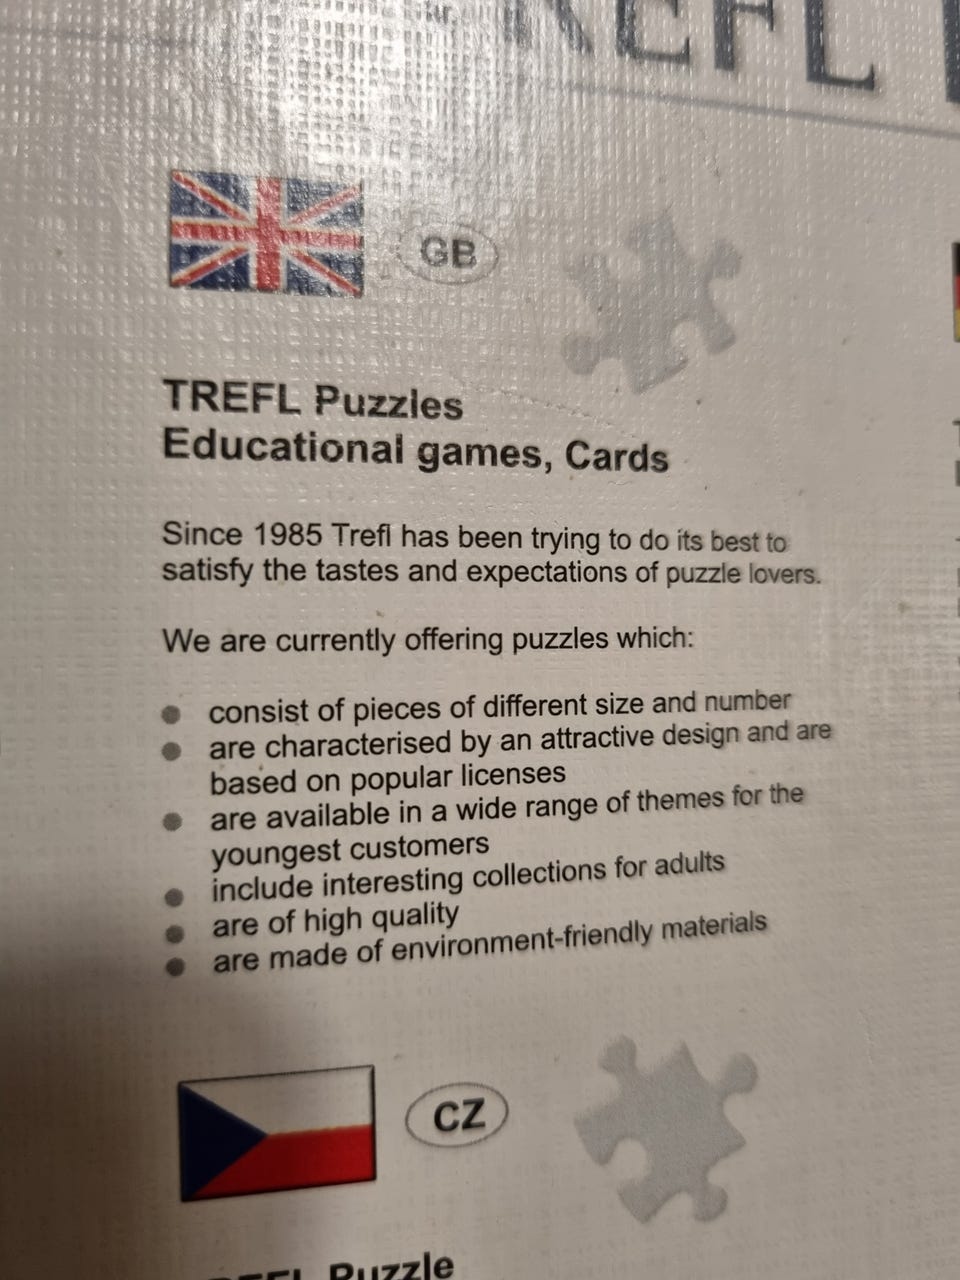 REFL
GB
TREFL Puzzles
Educational games, Cards
Since 1985 Trefl has been trying to do its best to
satisfy the tastes and expectations of puzzle lovers.
We are currently offering puzzles which:
consist of pieces of different size and number
are characterised by an attractive design and are
based on popular licenses
are available in a wide range of themes for the
youngest customers
include interesting collections for adults
are of high quality
are made of environment-friendly materials
CZ
Puzzle